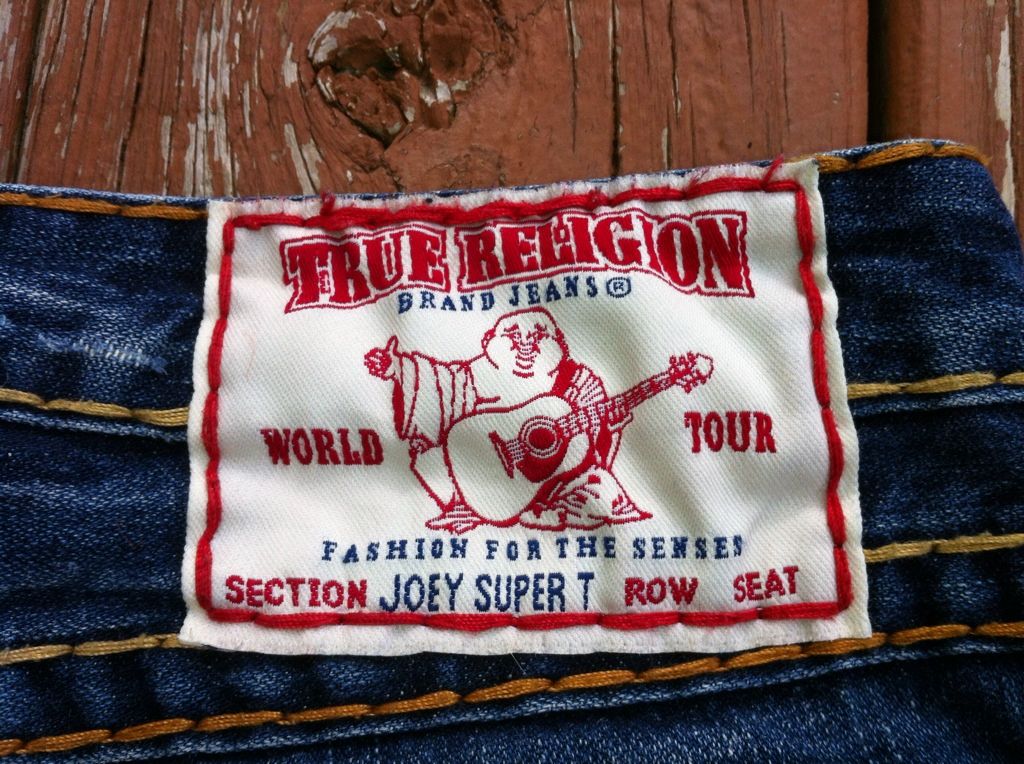 TRUE RELIGION
BRAND JEANS®
WORLD TOUR
FASHION FOR THE SENSES
SECTION JOEY SUPER T ROW SEAT